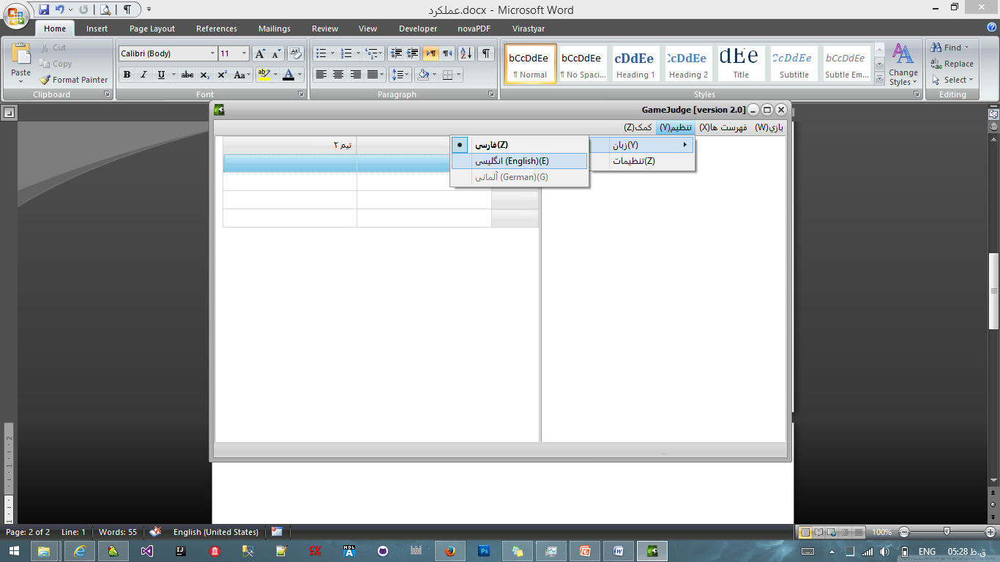 عملکرد.docx - Microsoft Word
Home Insert Page Layout References Mailings Review View Developer novaPDF Virastyar
Paste
Cut
Copy
Format Painter
Clipboard
Calibri (Body) 11
Font
Paragraph
bCcDdEe bCcDdEe cDdEe CcDdEe dEe CcDdEe bCcDdEe
¶ Normal ¶ No Spaci... Heading 1 Heading 2 Title Subtitle Subtle Em...
Change Styles
Styles
Find
Replace
Select
Editing
GameJudge [version 2.0]
بازي(W) فهرست ها(X) تنظیم(Y) کمک(Z)
تیم ۲
زبان(Y)
تنظیمات(Z)
فارسی(Z)
انگلیسی (English)(E)
آلمانی (German)(G)
Page: 2 of 2 Line: 1 Words: 55 English (United States) 100%
ENG 05:28 ق.ظ